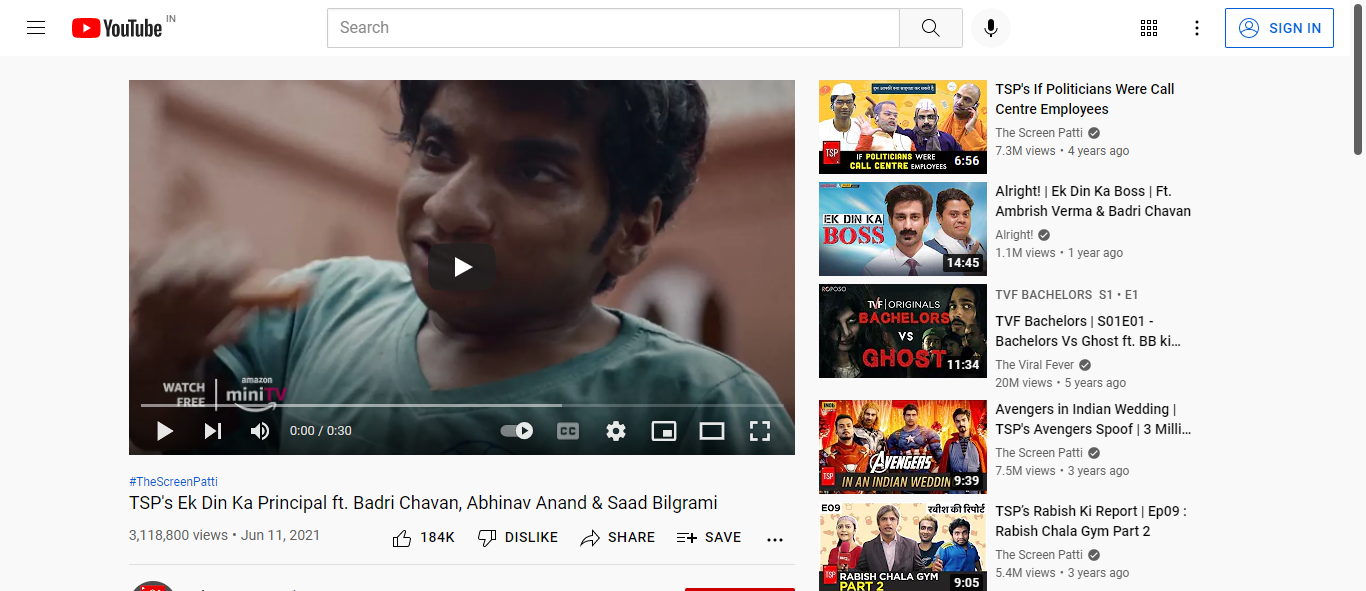 YouTube IN
Search
SIGN IN
WATCH FREE
amazon miniTV
0:00 / 0:30
CC
#TheScreenPatti
TSP's Ek Din Ka Principal ft. Badri Chavan, Abhinav Anand & Saad Bilgrami
3,118,800 views • Jun 11, 2021
184K DISLIKE SHARE SAVE
TSP
IF POLITICIANS WERE
CALL CENTRE EMPLOYEES
6:56
TSP's If Politicians Were Call
Centre Employees
The Screen Patti
7.3M views • 4 years ago
EK DIN KA
BOSS
14:45
Alright! | Ek Din Ka Boss | Ft.
Ambrish Verma & Badri Chavan
Alright!
1.1M views • 1 year ago
ROPOSO
TVF | ORIGINALS
BACHELORS
VS
GHOST
11:34
TVF BACHELORS S1 • E1
TVF Bachelors | S01E01 -
Bachelors Vs Ghost ft. BB ki...
The Viral Fever
20M views • 5 years ago
AVENGERS
TSP
IN AN INDIAN WEDDIN
9:39
Avengers in Indian Wedding |
TSP's Avengers Spoof | 3 Milli...
The Screen Patti
7.5M views • 3 years ago
E09
रवीश की रिपोर्ट
TSP
RABISH CHALA GYM
PART 2
9:05
TSP’s Rabish Ki Report | Ep09 :
Rabish Chala Gym Part 2
The Screen Patti
5.4M views • 3 years ago